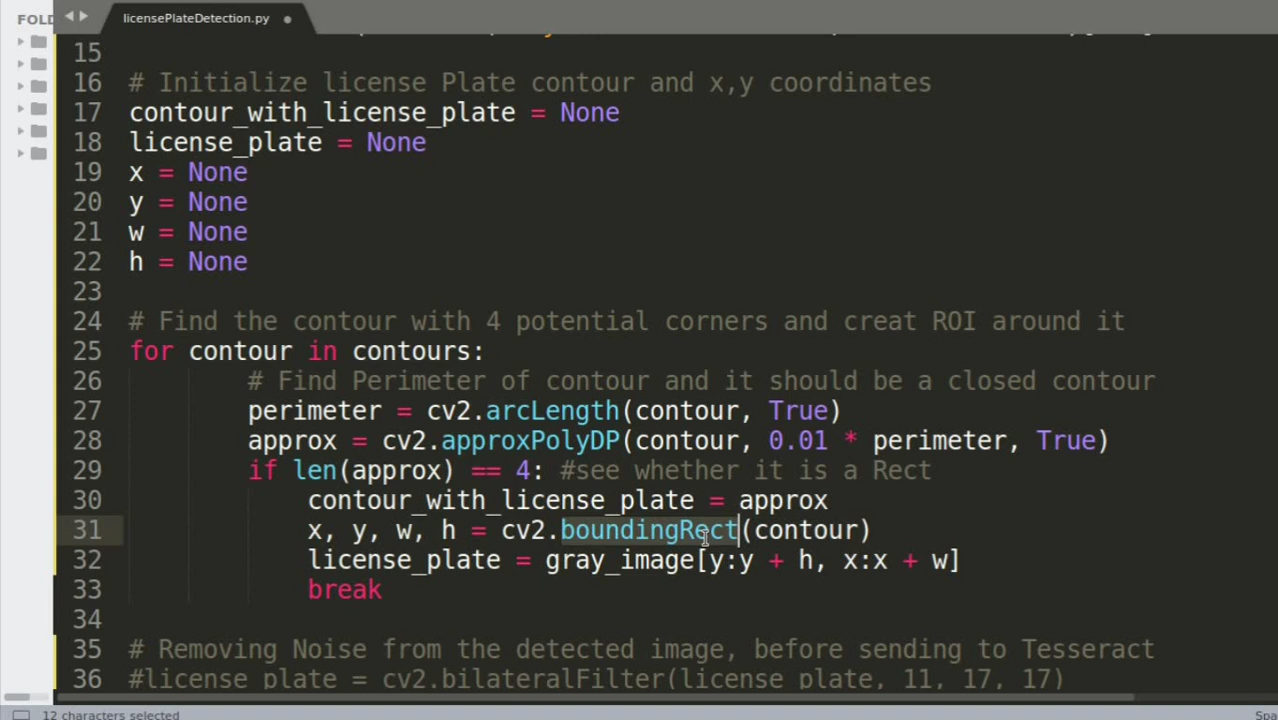 FOLD
licensePlateDetection.py
15
16 # Initialize license Plate contour and x,y coordinates
17 contour_with_license_plate = None
18 license_plate = None
19 x = None
20 y = None
21 w = None
22 h = None
23
24 # Find the contour with 4 potential corners and creat ROI around it
25 for contour in contours:
26 # Find Perimeter of contour and it should be a closed contour
27 perimeter = cv2.arcLength(contour, True)
28 approx = cv2.approxPolyDP(contour, 0.01 * perimeter, True)
29 if len(approx) == 4: #see whether it is a Rect
30 contour_with_license_plate = approx
31 x, y, w, h = cv2.boundingRect(contour)
32 license_plate = gray_image[y:y + h, x:x + w]
33 break
34
35 # Removing Noise from the detected image, before sending to Tesseract
36 #license_plate = cv2.bilateralFilter(license_plate, 11, 17, 17)
12 characters selected
Spa